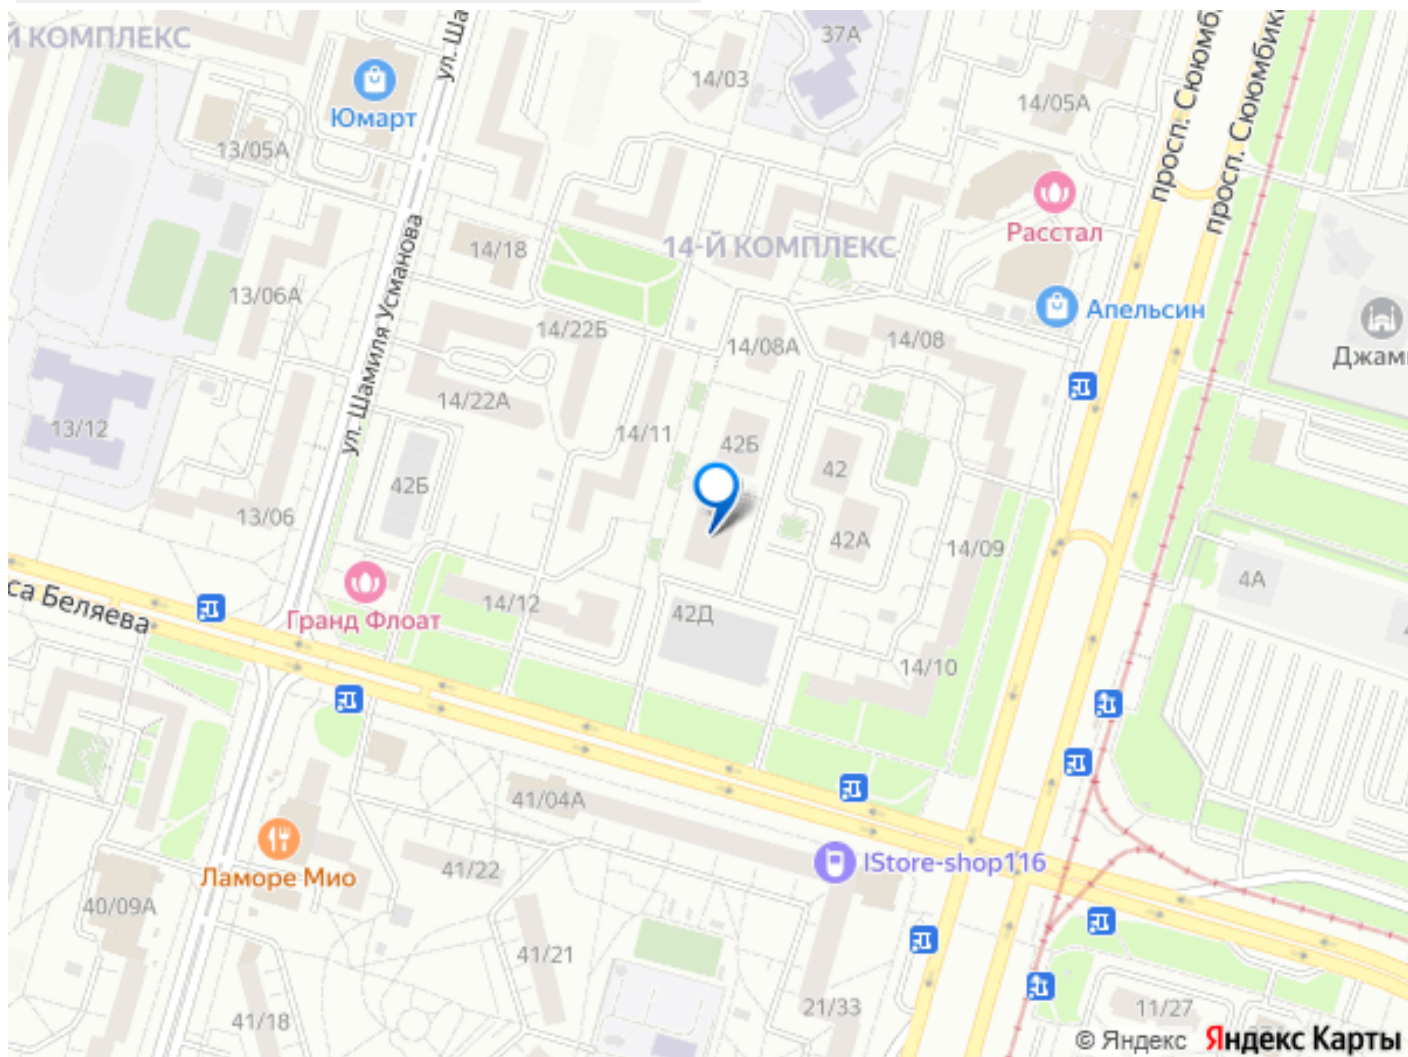 Й КОМПЛЕКС
ул. Ша
37А
просп. Сююмб
просп. Сююмбике
14/03
14/05А
Юмарт
13/05А
Расстал
14-Й КОМПЛЕКС
14/18
ул. Шамиля Усманова
13/06А
Апельсин
14/22Б
14/08А
14/08
Джами
14/22А
13/12
14/11
42Б
42
42Б
13/06
42А
14/09
4А
са Беляева
Гранд Флоат
14/12
42Д
14/10
41/04А
IStore-shop116
41/22
Ламоре Мио
40/09А
41/21
21/33
11/27
41/18
© Яндекс Яндекс Карты